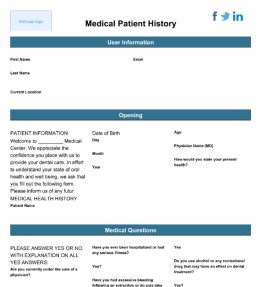 Add your logo
Medical Patient History
User Information
First Name
Email
Last Name
Current Location
Opening
PATIENT INFORMATION
Welcome to _________ Medical
Center. We appreciate the
confidence you place with us to
provide your dental care. In effort
to understand your state of oral
health and well being, we ask that
you fill out the following form.
Please inform us of any futur
MEDICAL HEALTH HISTORY
Patient Name
Date of Birth
Day
Month
Year
Age
Physician Name (MD)
How would you state your present
health?
Medical Questions
PLEASE ANSWER YES OR NO,
WITH EXPLANATION ON ALL
YES ANSWERS:
Are you currently under the care of a
physician?
Have you ever been hospitalized or had
any serious illness?
Yes?
Have you had excessive bleeding
following an extraction or do cuts take
Yes
Do you use alcohol or any recreational
drug that may have an effect on dental
treatment?
Yes?